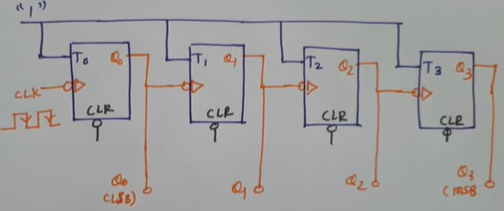 "1"
T0 Q0 T1 Q1 T2 Q2 T3 Q3
CLK
CLR CLR CLR CLR
Q0 Q1 Q2 Q3
(LSB) (MSB